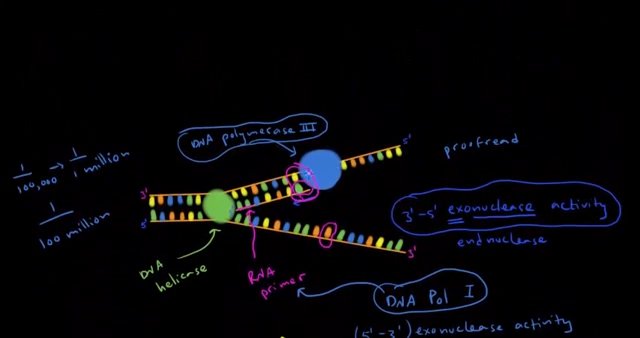 DNA polymerase III
5'
proofread
1/100,000 → 1/1 million
3'
1/100 million
5'
3'-5' exonuclease activity
endnuclease
3'
DNA
helicase
RNA
primer
DNA Pol I
(5'-3') exonuclease activity